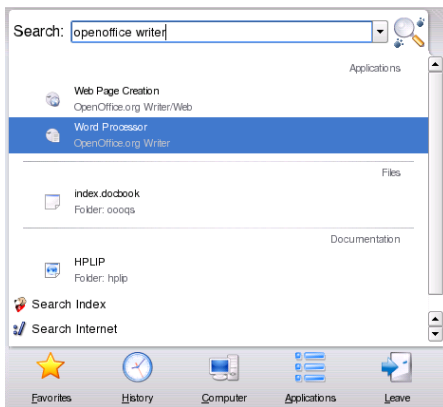 Search: openoffice writer
Applications
Web Page Creation
OpenOffice.org Writer/Web
Word Processor
OpenOffice.org Writer
Files
index.docbook
Folder: oooqs
Documentation
HPLIP
Folder: hplip
Search Index
Search Internet
Favorites History Computer Applications Leave